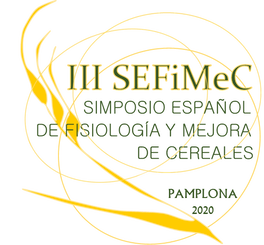 III SEFiMeC
SIMPOSIO ESPAÑOL
DE FISIOLOGÍA Y MEJORA
DE CEREALES
PAMPLONA
2020